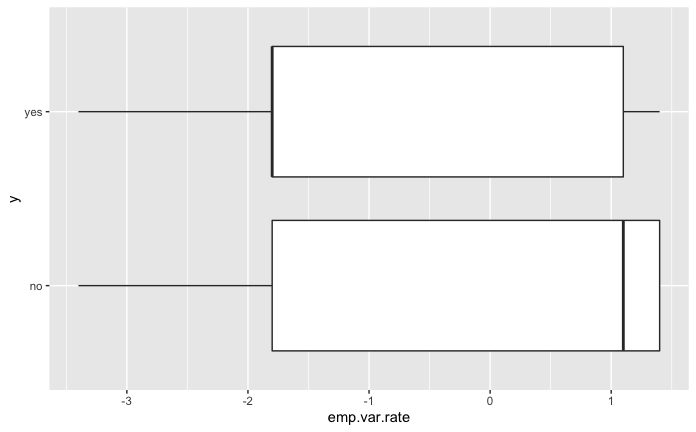 yes
y
no
-3 -2 -1 0 1
emp.var.rate